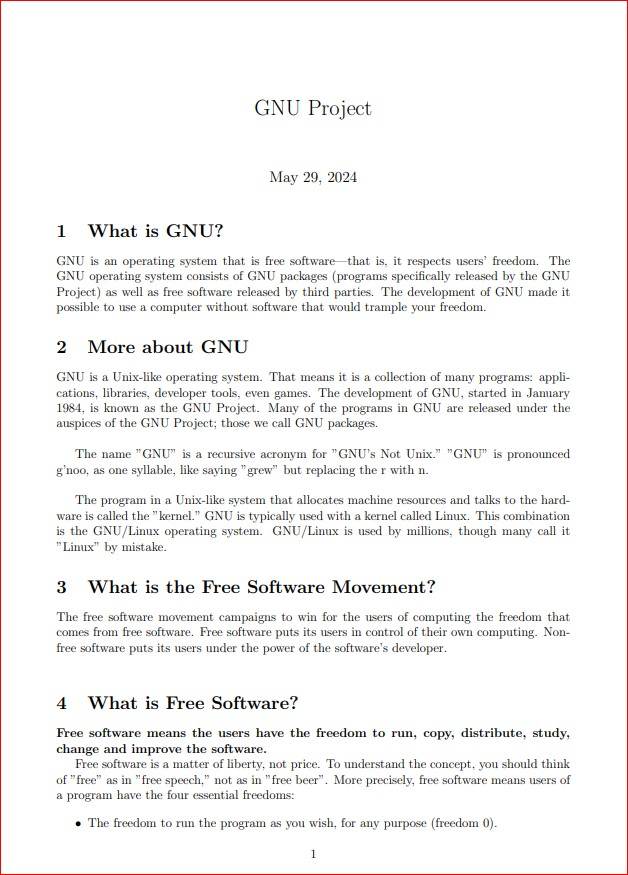 GNU Project
May 29, 2024
1 What is GNU?
GNU is an operating system that is free software—that is, it respects users' freedom. The
GNU operating system consists of GNU packages (programs specifically released by the GNU
Project) as well as free software released by third parties. The development of GNU made it
possible to use a computer without software that would trample your freedom.
2 More about GNU
GNU is a Unix-like operating system. That means it is a collection of many programs: appli-
cations, libraries, developer tools, even games. The development of GNU, started in January
1984, is known as the GNU Project. Many of the programs in GNU are released under the
auspices of the GNU Project; those we call GNU packages.
The name ”GNU” is a recursive acronym for ”GNU's Not Unix.” ”GNU” is pronounced
g'noo, as one syllable, like saying ”grew” but replacing the r with n.
The program in a Unix-like system that allocates machine resources and talks to the hard-
ware is called the ”kernel.” GNU is typically used with a kernel called Linux. This combination
is the GNU/Linux operating system. GNU/Linux is used by millions, though many call it
”Linux” by mistake.
3 What is the Free Software Movement?
The free software movement campaigns to win for the users of computing the freedom that
comes from free software. Free software puts its users in control of their own computing. Non-
free software puts its users under the power of the software's developer.
4 What is Free Software?
Free software means the users have the freedom to run, copy, distribute, study,
change and improve the software.
Free software is a matter of liberty, not price. To understand the concept, you should think
of ”free” as in ”free speech,” not as in ”free beer”. More precisely, free software means users of
a program have the four essential freedoms:
• The freedom to run the program as you wish, for any purpose (freedom 0).
1